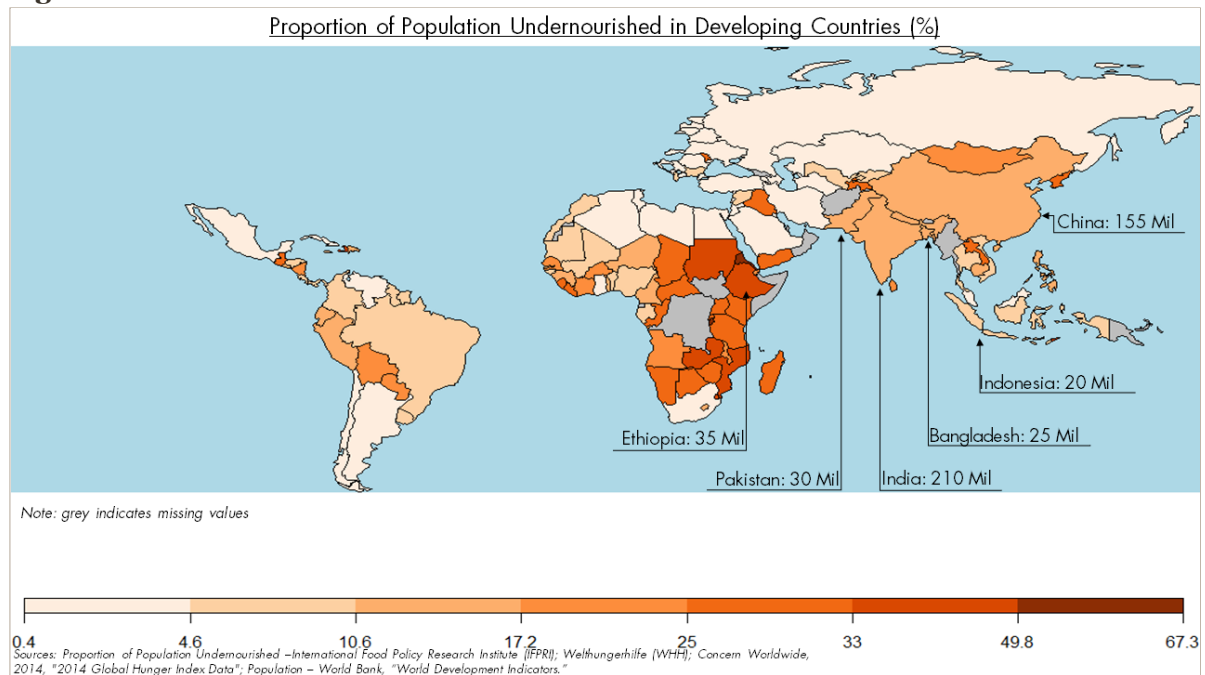 Proportion of Population Undernourished in Developing Countries (%)
China: 155 Mil
Indonesia: 20 Mil
Ethiopia: 35 Mil
Bangladesh: 25 Mil
Pakistan: 30 Mil
India: 210 Mil
Note: grey indicates missing values
0.4 4.6 10.6 17.2 25 33 49.8 67.3
Sources: Proportion of Population Undernourished –International Food Policy Research Institute (IFPRI); Welthungerhilfe (WHH); Concern Worldwide,
2014, "2014 Global Hunger Index Data"; Population – World Bank, "World Development Indicators."